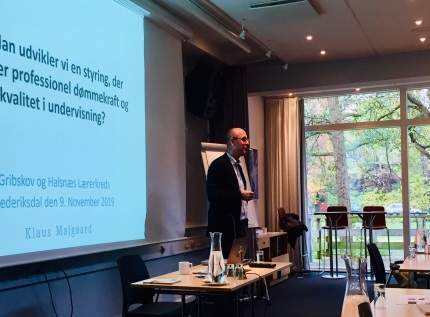 dan udvikler vi en styring, der
er professionel dømmekraft og
kvalitet i undervisning?
Gribskov og Halsnæs Lærerkreds
ederiksdal den 9. November 2019
Klaus Majgaard